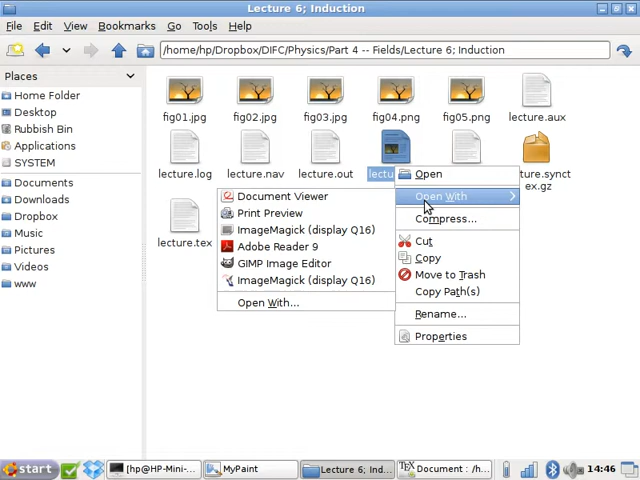 Lecture 6; Induction
File Edit View Bookmarks Go Tools Help
/home/hp/Dropbox/DIFC/Physics/Part 4 -- Fields/Lecture 6; Induction
Places
Home Folder
Desktop
Rubbish Bin
Applications
SYSTEM
Documents
Downloads
Dropbox
Music
Pictures
Videos
www
fig01.jpg fig02.jpg fig03.jpg fig04.png fig05.png lecture.aux
lecture.log lecture.nav lecture.out
ex.gz
lecture.tex
Open
Open With
Compress...
Cut
Copy
Move to Trash
Copy Path(s)
Rename...
Properties
Document Viewer
Print Preview
ImageMagick (display Q16)
Adobe Reader 9
GIMP Image Editor
ImageMagick (display Q16)
Open With...
start [hp@HP-Mini-... MyPaint Lecture 6; Ind... Document : /h... 14:46